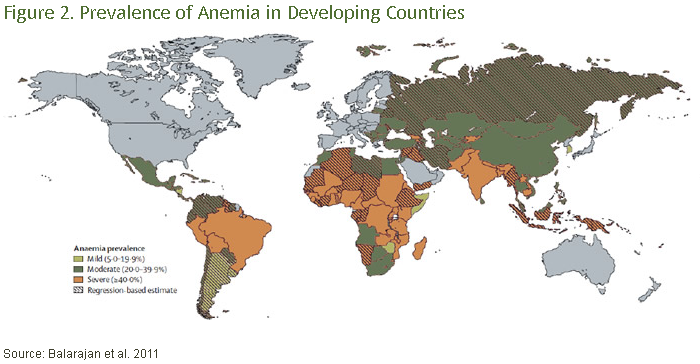 Figure 2. Prevalence of Anemia in Developing Countries
Anaemia prevalence
Mild (5·0–19·9%)
Moderate (20·0–39·9%)
Severe (≥40·0%)
Regression-based estimate
Source: Balarajan et al. 2011